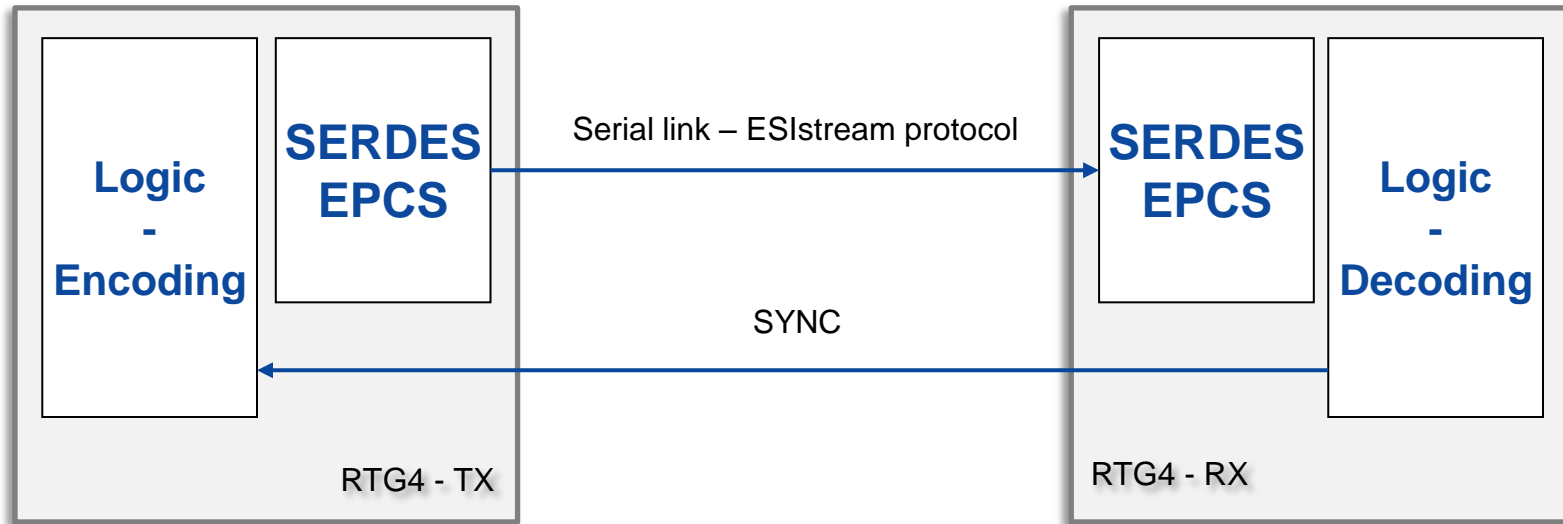 Logic
-
Encoding
SERDES
EPCS
Serial link – ESIstream protocol
SERDES
EPCS
Logic
-
Decoding
SYNC
RTG4 - TX
RTG4 - RX